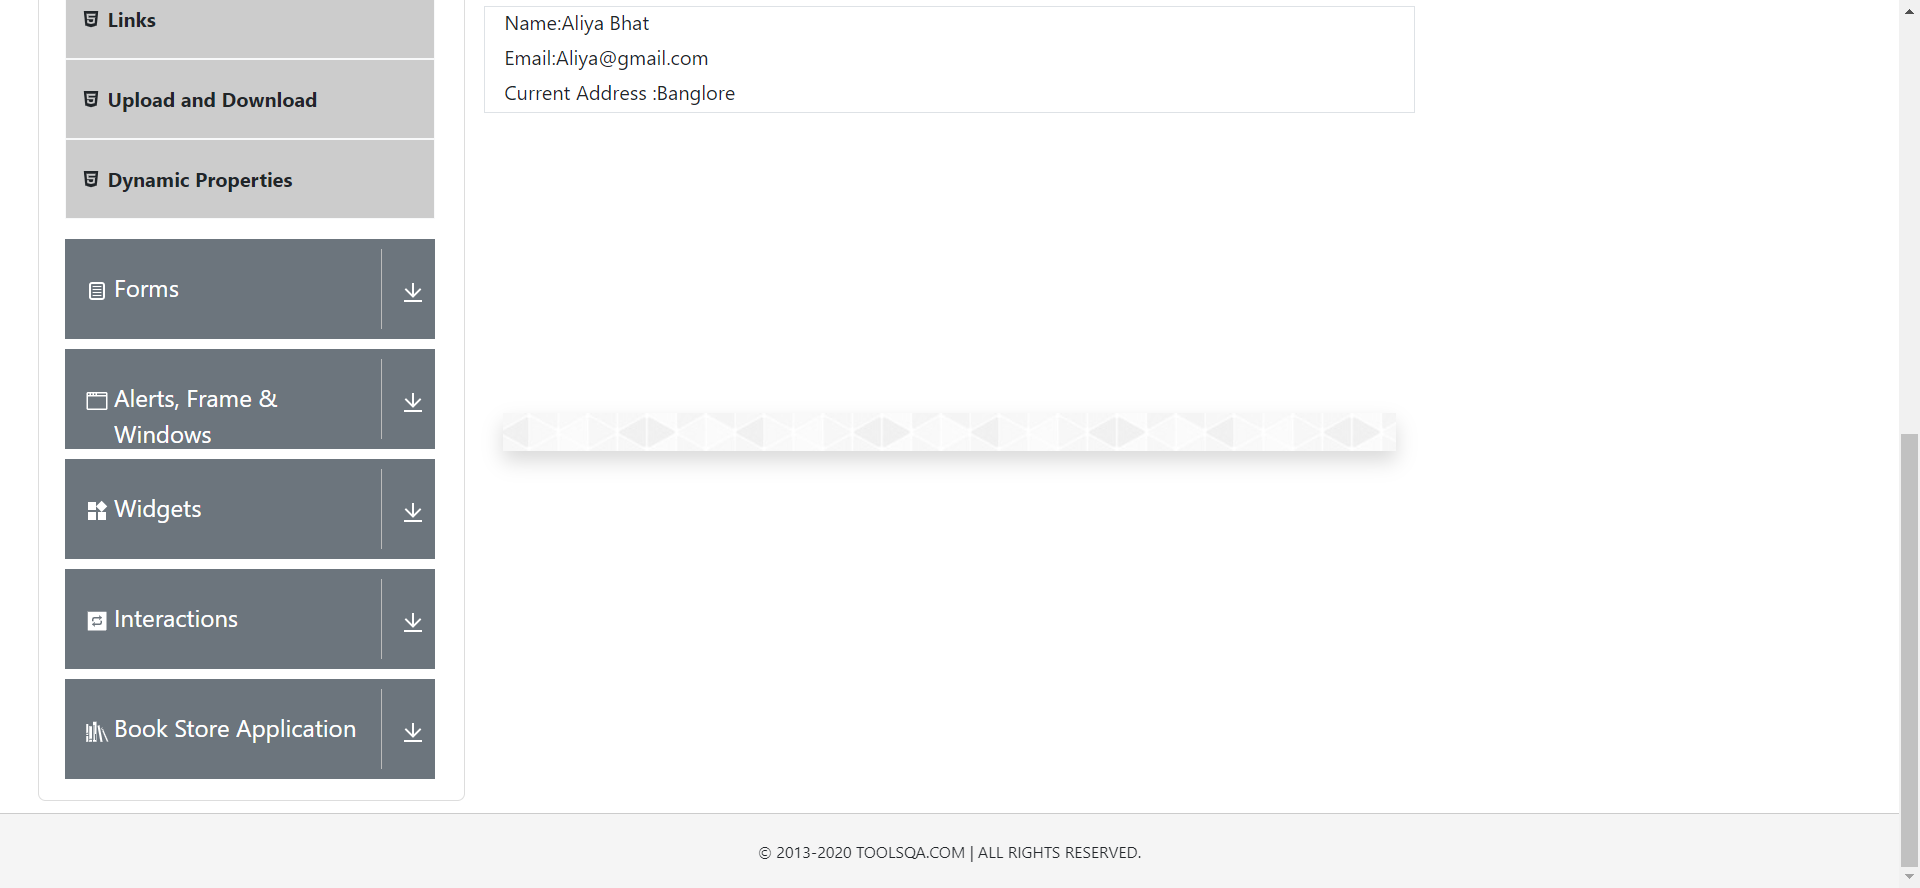 Links
Upload and Download
Dynamic Properties
Forms
Alerts, Frame &
Windows
Widgets
Interactions
Book Store Application
Name:Aliya Bhat
Email:Aliya@gmail.com
Current Address :Banglore
© 2013-2020 TOOLSQA.COM | ALL RIGHTS RESERVED.